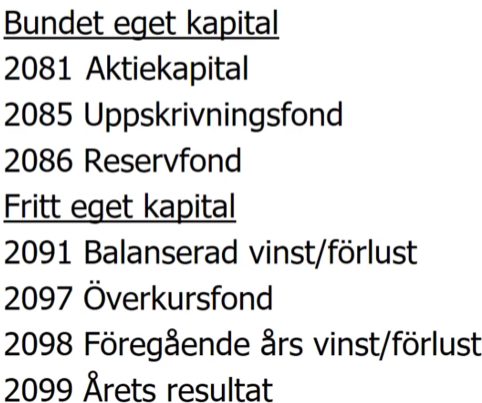 Bundet eget kapital
2081 Aktiekapital
2085 Uppskrivningsfond
2086 Reservfond
Fritt eget kapital
2091 Balanserad vinst/förlust
2097 Överkursfond
2098 Föregående års vinst/förlust
2099 Årets resultat